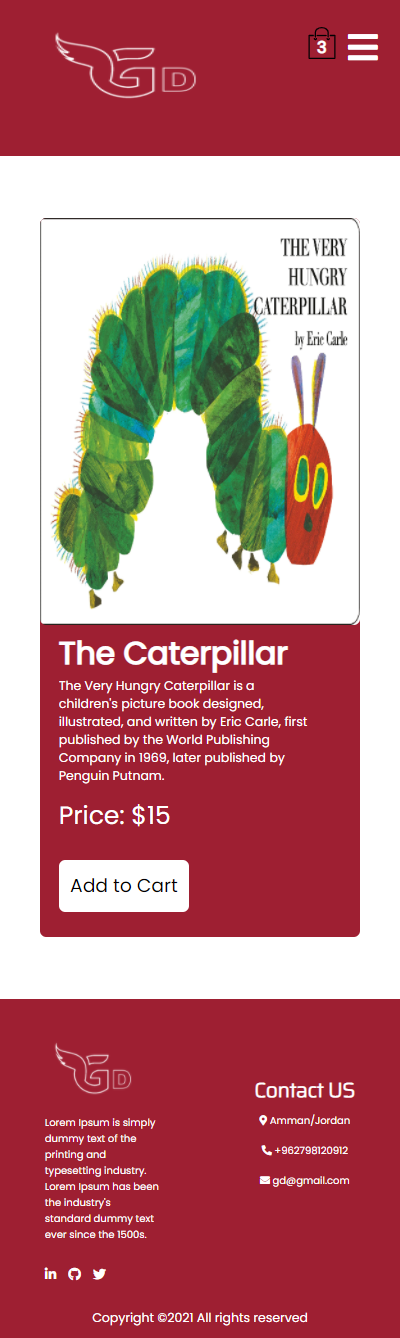 GD
3
THE VERY
HUNGRY
CATERPILLAR
by Eric Carle
The Caterpillar
The Very Hungry Caterpillar is a
children's picture book designed,
illustrated, and written by Eric Carle, first
published by the World Publishing
Company in 1969, later published by
Penguin Putnam.
Price: $15
Add to Cart
GD
Lorem Ipsum is simply
dummy text of the
printing and
typesetting industry.
Lorem Ipsum has been
the industry's
standard dummy text
ever since the 1500s.
in
Contact US
Amman/Jordan
+962798120912
gd@gmail.com
Copyright ©2021 All rights reserved